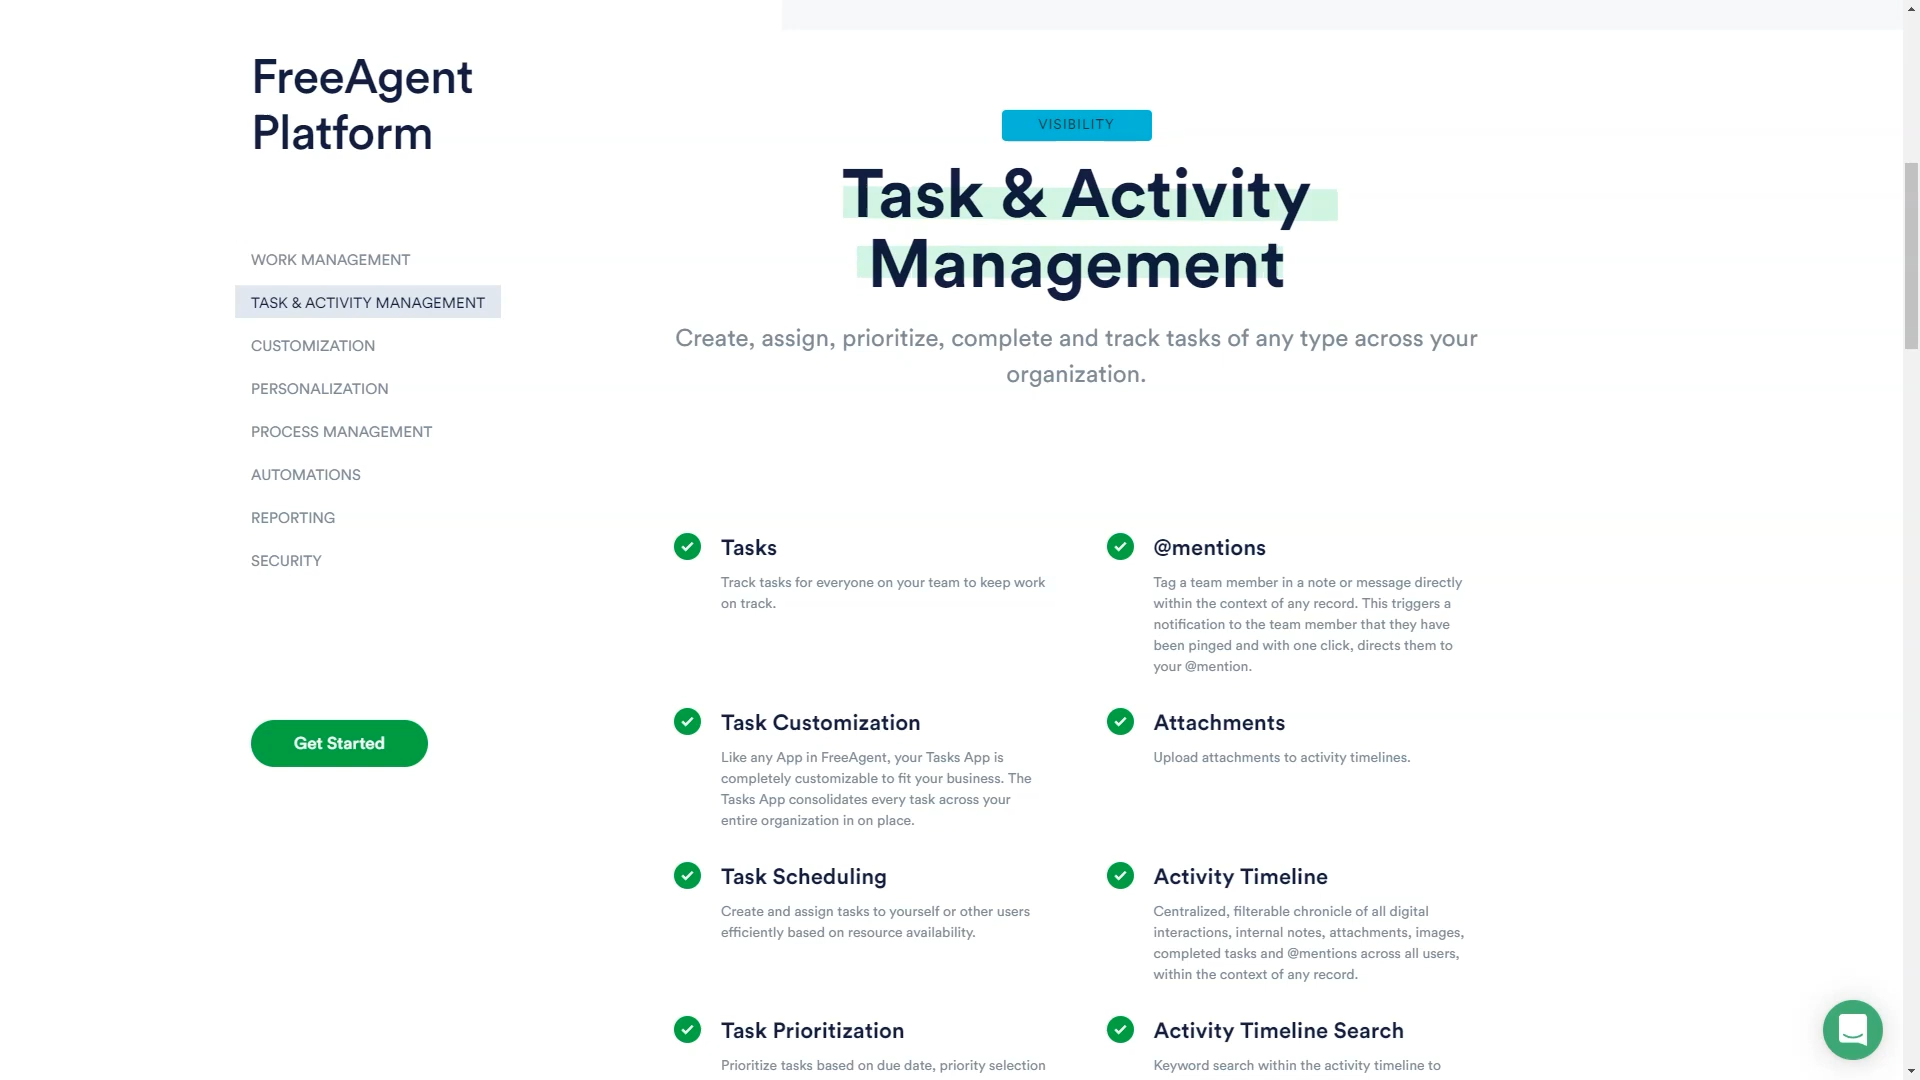 FreeAgent
Platform
WORK MANAGEMENT
TASK & ACTIVITY MANAGEMENT
CUSTOMIZATION
PERSONALIZATION
PROCESS MANAGEMENT
AUTOMATIONS
REPORTING
SECURITY
Get Started
VISIBILITY
Task & Activity
Management
Create, assign, prioritize, complete and track tasks of any type across your
organization.
Tasks
Track tasks for everyone on your team to keep work
on track.
@mentions
Tag a team member in a note or message directly
within the context of any record. This triggers a
notification to the team member that they have
been pinged and with one click, directs them to
your @mention.
Task Customization
Like any App in FreeAgent, your Tasks App is
completely customizable to fit your business. The
Tasks App consolidates every task across your
entire organization in on place.
Attachments
Upload attachments to activity timelines.
Task Scheduling
Create and assign tasks to yourself or other users
efficiently based on resource availability.
Activity Timeline
Centralized, filterable chronicle of all digital
interactions, internal notes, attachments, images,
completed tasks and @mentions across all users,
within the context of any record.
Task Prioritization
Prioritize tasks based on due date, priority selection
Activity Timeline Search
Keyword search within the activity timeline to